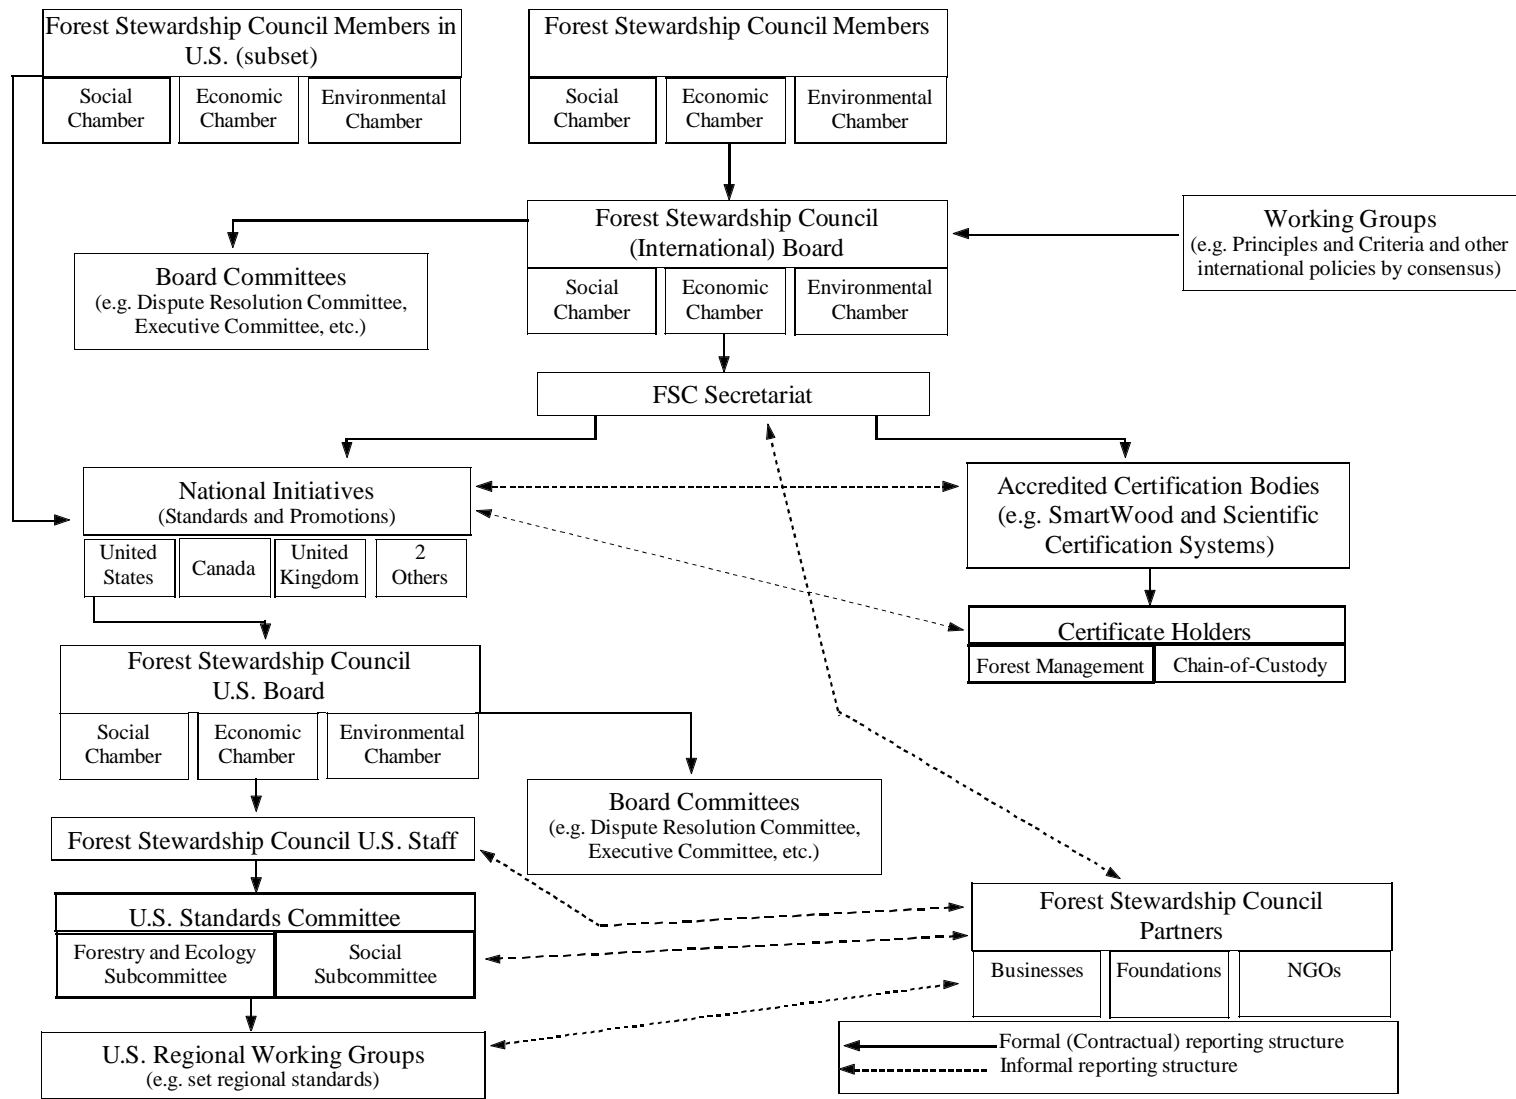 Forest Stewardship Council Members in
U.S. (subset)
Social
Chamber
Economic
Chamber
Environmental
Chamber
Forest Stewardship Council Members
Social
Chamber
Economic
Chamber
Environmental
Chamber
Forest Stewardship Council
(International) Board
Social
Chamber
Economic
Chamber
Environmental
Chamber
Working Groups
(e.g. Principles and Criteria and other
international policies by consensus)
Board Committees
(e.g. Dispute Resolution Committee,
Executive Committee, etc.)
FSC Secretariat
National Initiatives
(Standards and Promotions)
United
States
Canada
United
Kingdom
2
Others
Accredited Certification Bodies
(e.g. SmartWood and Scientific
Certification Systems)
Certificate Holders
Forest Management
Chain-of-Custody
Forest Stewardship Council
U.S. Board
Social
Chamber
Economic
Chamber
Environmental
Chamber
Board Committees
(e.g. Dispute Resolution Committee,
Executive Committee, etc.)
Forest Stewardship Council U.S. Staff
U.S. Standards Committee
Forestry and Ecology
Subcommittee
Social
Subcommittee
Forest Stewardship Council
Partners
Businesses
Foundations
NGOs
U.S. Regional Working Groups
(e.g. set regional standards)
Formal (Contractual) reporting structure
Informal reporting structure